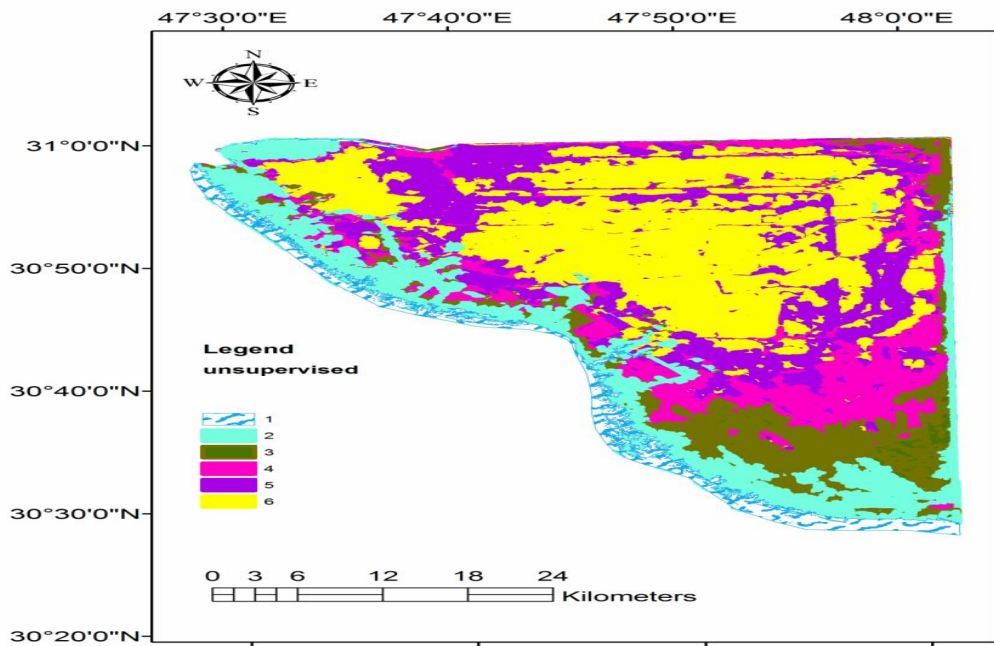 47°30'0"E 47°40'0"E 47°50'0"E 48°0'0"E
N
W E
S
31°0'0"N
30°50'0"N
30°40'0"N
30°30'0"N
30°20'0"N
Legend
unsupervised
1
2
3
4
5
6
0 3 6 12 18 24
Kilometers